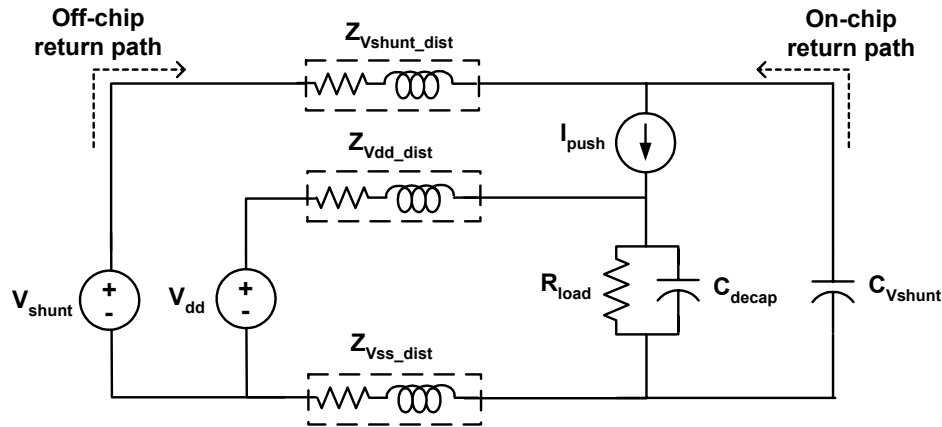 Off-chip
return path
On-chip
return path
Z_Vshunt_dist
I_push
Z_Vdd_dist
V_shunt
+
-
V_dd
+
-
R_load
C_decap
C_Vshunt
Z_Vss_dist